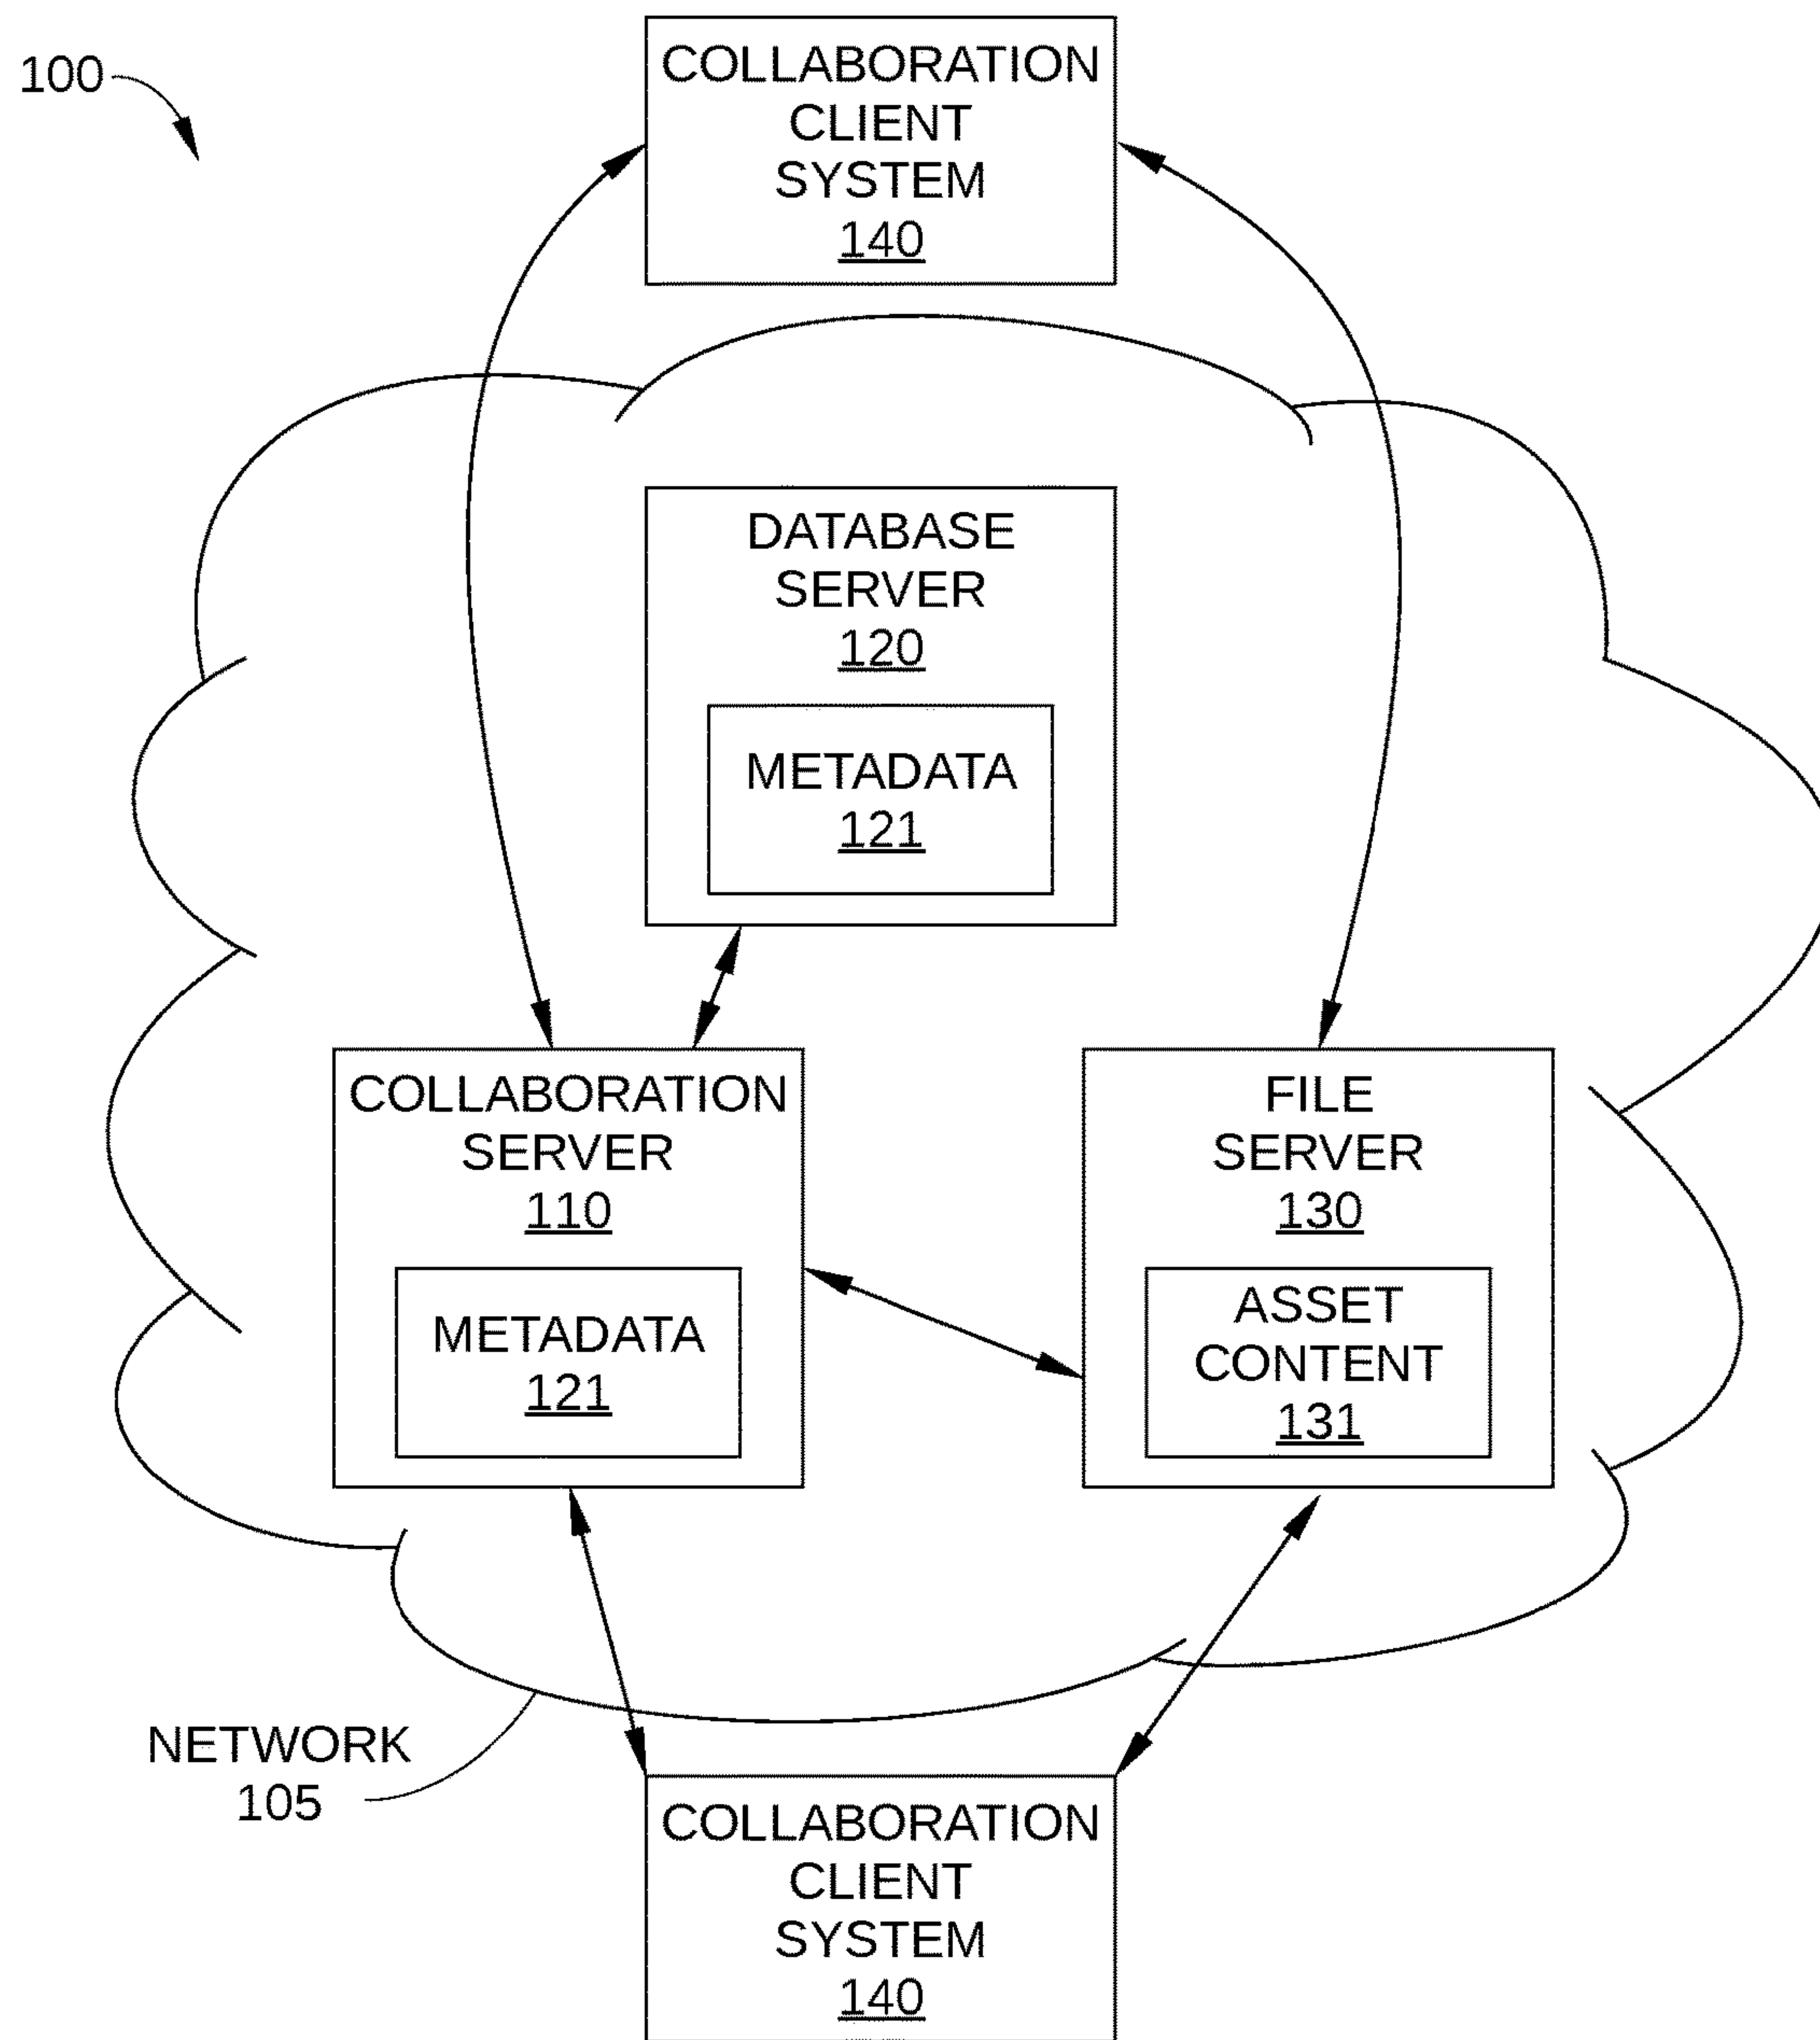 100
COLLABORATION
CLIENT
SYSTEM
140
DATABASE
SERVER
120
METADATA
121
COLLABORATION
SERVER
110
METADATA
121
FILE
SERVER
130
ASSET
CONTENT
131
NETWORK
105
COLLABORATION
CLIENT
SYSTEM
140